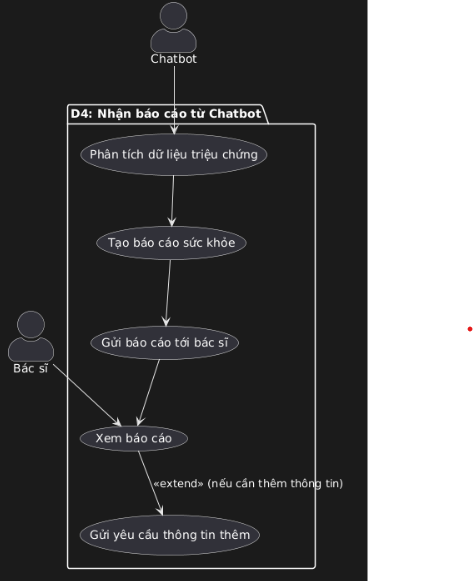 Chatbot
D4: Nhận báo cáo từ Chatbot
Phân tích dữ liệu triệu chứng
Tạo báo cáo sức khỏe
Gửi báo cáo tới bác sĩ
Bác sĩ
Xem báo cáo
«extend» (nếu cần thêm thông tin)
Gửi yêu cầu thông tin thêm